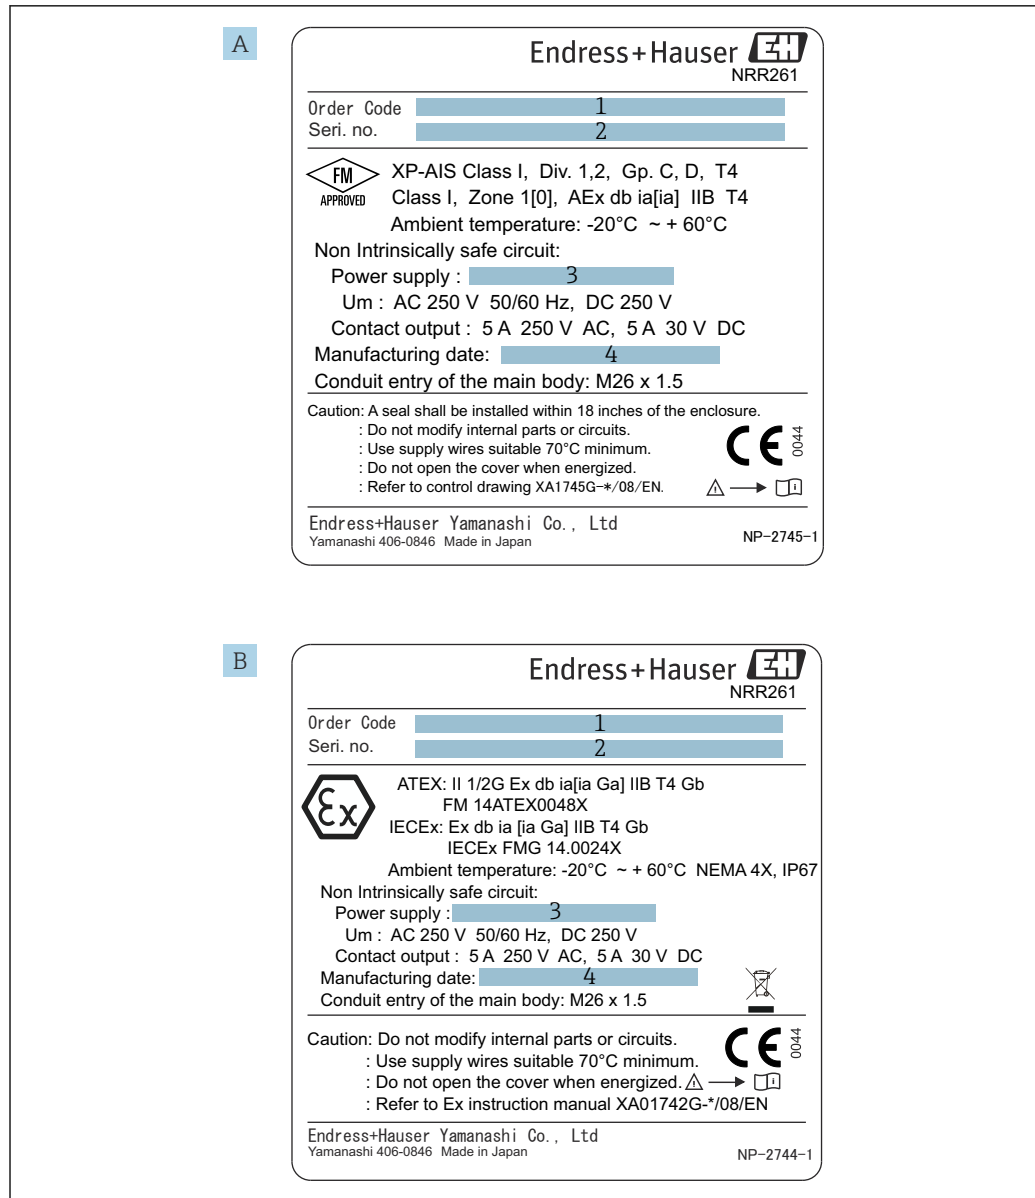 A
Endress+Hauser EH
NRR261
Order Code 1
Seri. no. 2
FM
APPROVED
XP-AIS Class I, Div. 1,2, Gp. C, D, T4
Class I, Zone 1[0], AEx db ia[ia] IIB T4
Ambient temperature: -20°C ~ + 60°C
Non Intrinsically safe circuit:
Power supply : 3
Um : AC 250 V 50/60 Hz, DC 250 V
Contact output : 5 A 250 V AC, 5 A 30 V DC
Manufacturing date: 4
Conduit entry of the main body: M26 x 1.5
Caution: A seal shall be installed within 18 inches of the enclosure.
: Do not modify internal parts or circuits.
: Use supply wires suitable 70°C minimum.
: Do not open the cover when energized.
: Refer to control drawing XA1745G-*/08/EN.
CE 0044
Endress+Hauser Yamanashi Co., Ltd
Yamanashi 406-0846 Made in Japan
NP-2745-1
B
Endress+Hauser EH
NRR261
Order Code 1
Seri. no. 2
Ex
ATEX: II 1/2G Ex db ia[ia Ga] IIB T4 Gb
FM 14ATEX0048X
IECEx: Ex db ia [ia Ga] IIB T4 Gb
IECEx FMG 14.0024X
Ambient temperature: -20°C ~ + 60°C NEMA 4X, IP67
Non Intrinsically safe circuit:
Power supply : 3
Um : AC 250 V 50/60 Hz, DC 250 V
Contact output : 5 A 250 V AC, 5 A 30 V DC
Manufacturing date: 4
Conduit entry of the main body: M26 x 1.5
Caution: Do not modify internal parts or circuits.
: Use supply wires suitable 70°C minimum.
: Do not open the cover when energized.
: Refer to Ex instruction manual XA01742G-*/08/EN
CE 0044
Endress+Hauser Yamanashi Co., Ltd
Yamanashi 406-0846 Made in Japan
NP-2744-1